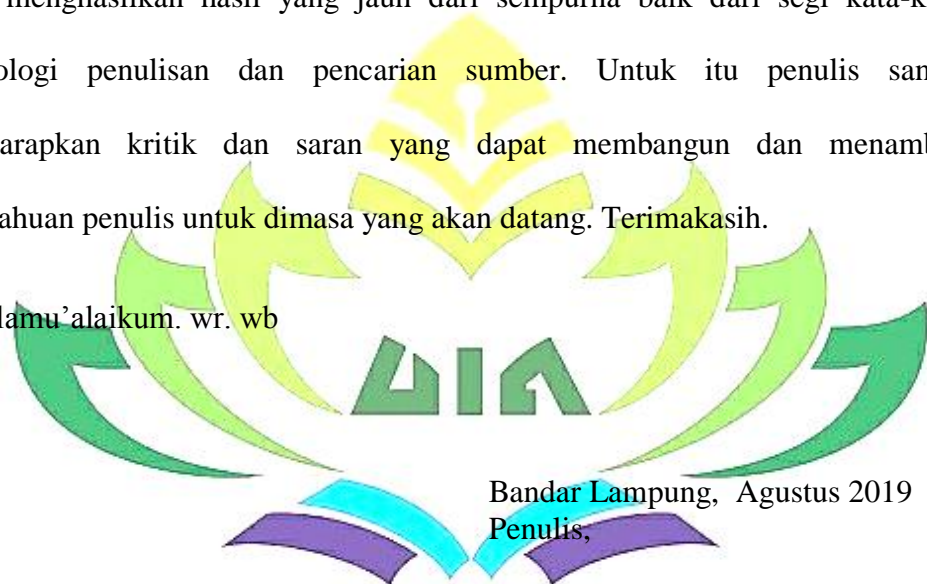 menghasilkan hasil yang jauh dari sempurna baik dari segi
penulisan dan pencarian sumber. Untuk itu penulis
kritik dan saran yang dapat membangun dan
penulis untuk dimasa yang akan datang. Terimakasih.
wr. wb
UIN
Bandar Lampung, Agustus 2019
Penulis,